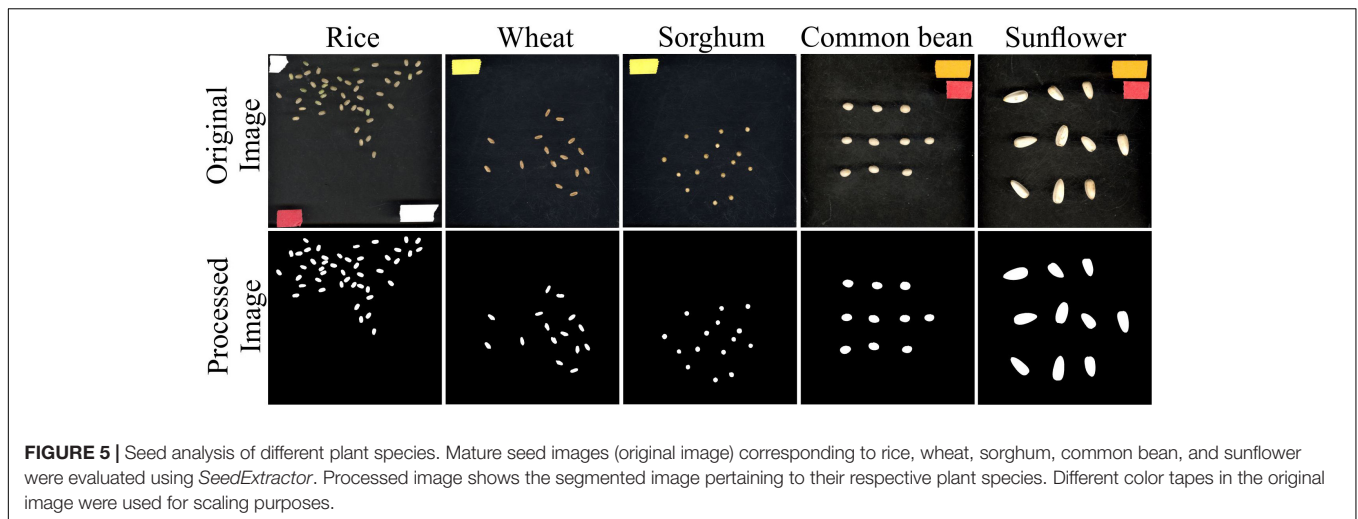 Rice Wheat Sorghum Common bean Sunflower
Original
Image
Processed
Image
FIGURE 5 | Seed analysis of different plant species. Mature seed images (original image) corresponding to rice, wheat, sorghum, common bean, and sunflower
were evaluated using SeedExtractor. Processed image shows the segmented image pertaining to their respective plant species. Different color tapes in the original
image were used for scaling purposes.